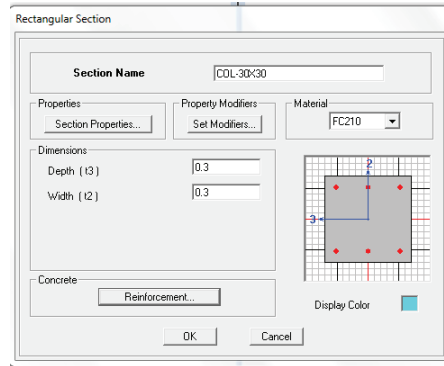 Rectangular Section
Section Name
COL-30X30
Properties
Section Properties...
Property Modifiers
Set Modifiers...
Material
FC210
Dimensions
Depth ( t3 )
0.3
Width ( t2 )
0.3
2
3
Concrete
Reinforcement...
Display Color
OK
Cancel